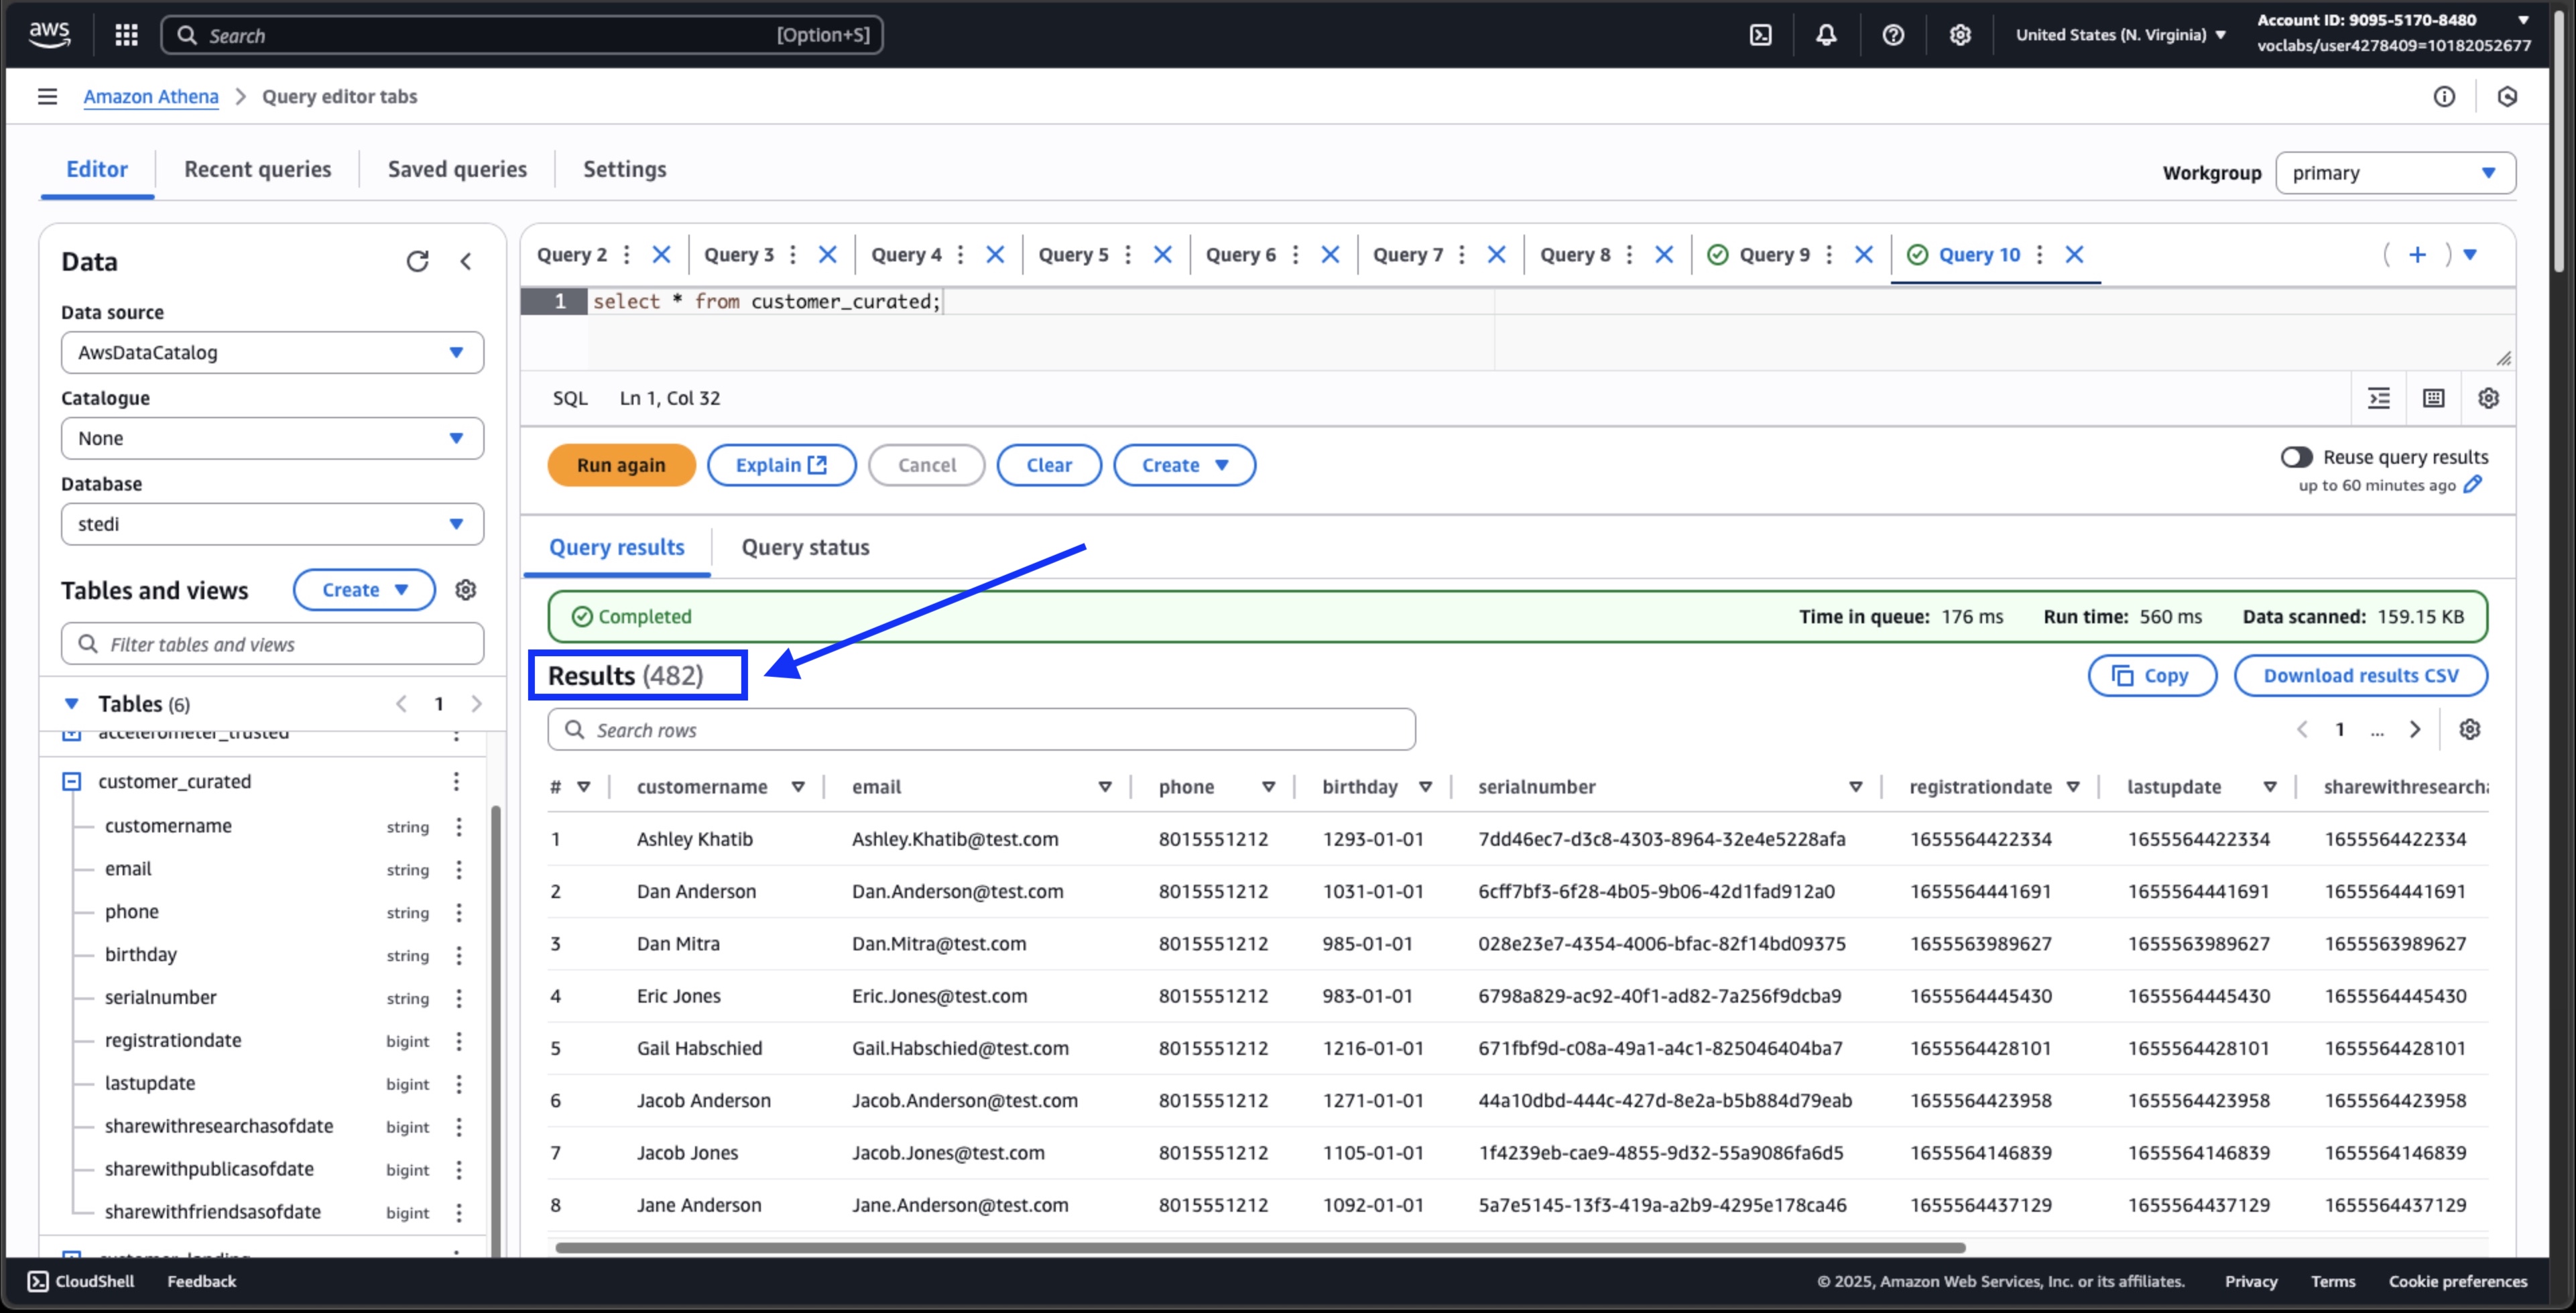 aws
Search
[Option+S]
United States (N. Virginia)
Account ID: 9095-5170-8480
voclabs/user4278409=10182052677
Amazon Athena > Query editor tabs
Editor
Recent queries
Saved queries
Settings
Workgroup
primary
Data
Data source
AwsDataCatalog
Catalogue
None
Database
stedi
Tables and views
Create
Filter tables and views
Tables (6)
1
accelerometer_trusted
customer_curated
customername string
email string
phone string
birthday string
serialnumber string
registrationdate bigint
lastupdate bigint
sharewithresearchasofdate bigint
sharewithpublicasofdate bigint
sharewithfriendsasofdate bigint
customer_landing
Query 2
Query 3
Query 4
Query 5
Query 6
Query 7
Query 8
Query 9
Query 10
1 select * from customer_curated;
SQL
Ln 1, Col 32
Run again
Explain
Cancel
Clear
Create
Reuse query results
up to 60 minutes ago
Query results
Query status
Completed
Time in queue: 176 ms
Run time: 560 ms
Data scanned: 159.15 KB
Results (482)
Copy
Download results CSV
Search rows
1 ...
# customername email phone birthday serialnumber registrationdate lastupdate sharewithresearcha
1 Ashley Khatib Ashley.Khatib@test.com 8015551212 1293-01-01 7dd46ec7-d3c8-4303-8964-32e4e5228afa 1655564422334 1655564422334 1655564422334
2 Dan Anderson Dan.Anderson@test.com 8015551212 1031-01-01 6cff7bf3-6f28-4b05-9b06-42d1fad912a0 1655564441691 1655564441691 1655564441691
3 Dan Mitra Dan.Mitra@test.com 8015551212 985-01-01 028e23e7-4354-4006-bfac-82f14bd09375 1655563989627 1655563989627 1655563989627
4 Eric Jones Eric.Jones@test.com 8015551212 983-01-01 6798a829-ac92-40f1-ad82-7a256f9dcba9 1655564445430 1655564445430 1655564445430
5 Gail Habschied Gail.Habschied@test.com 8015551212 1216-01-01 671fbf9d-c08a-49a1-a4c1-825046404ba7 1655564428101 1655564428101 1655564428101
6 Jacob Anderson Jacob.Anderson@test.com 8015551212 1271-01-01 44a10dbd-444c-427d-8e2a-b5b884d79eab 1655564423958 1655564423958 1655564423958
7 Jacob Jones Jacob.Jones@test.com 8015551212 1105-01-01 1f4239eb-cae9-4855-9d32-55a9086fa6d5 1655564146839 1655564146839 1655564146839
8 Jane Anderson Jane.Anderson@test.com 8015551212 1092-01-01 5a7e5145-13f3-419a-a2b9-4295e178ca46 1655564437129 1655564437129 1655564437129
CloudShell
Feedback
© 2025, Amazon Web Services, Inc. or its affiliates.
Privacy
Terms
Cookie preferences